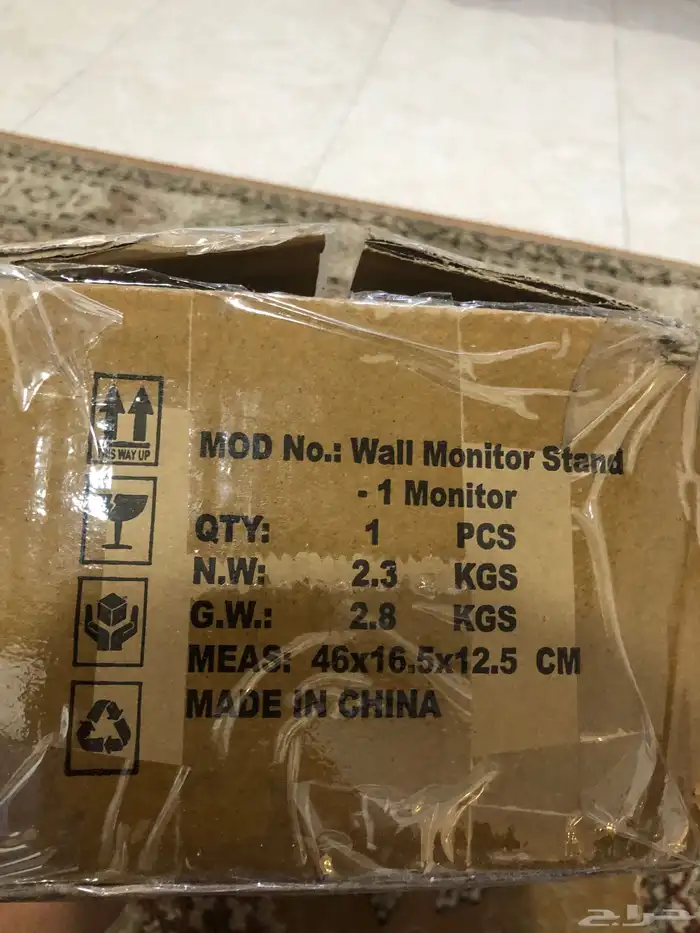 THIS WAY UP
MOD No.: Wall Monitor Stand
- 1 Monitor
QTY: 1 PCS
N.W: 2.3 KGS
G.W.: 2.8 KGS
MEAS: 46x16.5x12.5 CM
MADE IN CHINA
حراج